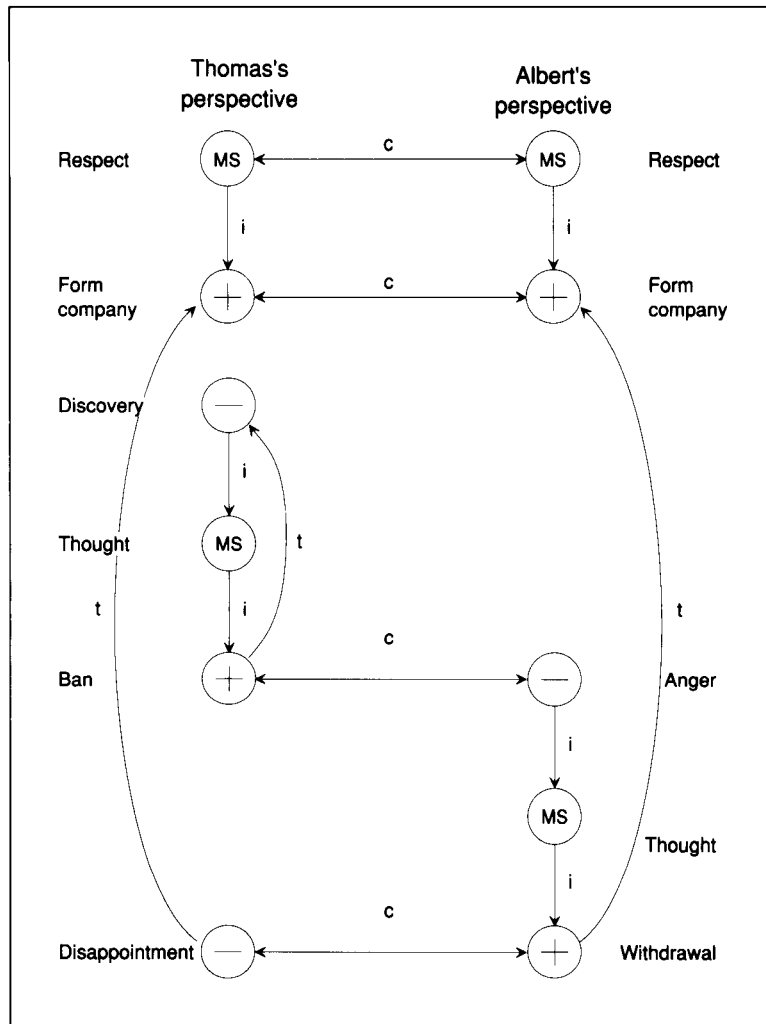 Thomas's
perspective
Albert's
perspective
Respect
MS
c
MS
Respect
i
i
Form
company
+
c
+
Form
company
Discovery
—
i
Thought
MS
t
i
t
t
c
Ban
+
—
Anger
i
MS
Thought
i
c
Disappointment
—
+
Withdrawal